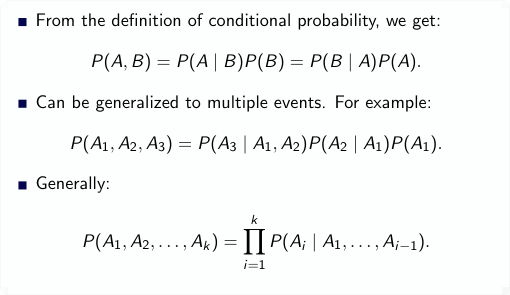 From the definition of conditional probability, we get:
P(A, B) = P(A | B)P(B) = P(B | A)P(A).
Can be generalized to multiple events. For example:
P(A₁, A₂, A₃) = P(A₃ | A₁, A₂)P(A₂ | A₁)P(A₁).
Generally:
P(A₁, A₂, . . . , Aₖ) = ∏ᵢ₌₁ᵏ P(Aᵢ | A₁, . . . , Aᵢ₋₁).